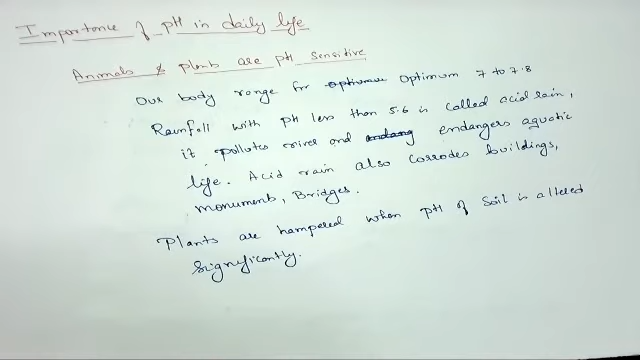 Importance of pH in daily life
Animals & plants are pH sensitive
Our body range for Optimum 7 to 7.8
Rainfall with pH less than 5.6 is called acid rain,
it pollutes river and endangers aquatic
life. Acid rain also corrodes buildings,
monument, Bridges.
Plants are hampered when pH of Soil is altered
Significantly.